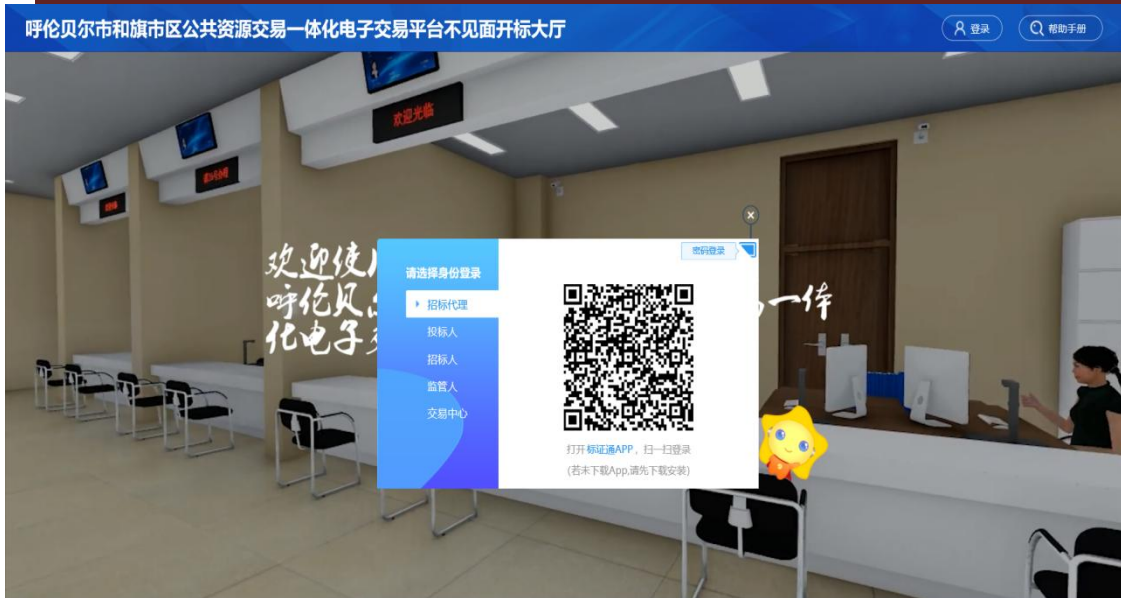 呼伦贝尔市和旗市区公共资源交易一体化电子交易平台不见面开标大厅
登录
帮助手册
欢迎光临
欢迎使
呼伦贝
一体
化电子
密码登录
请选择身份登录
招标代理
投标人
招标人
监管人
交易中心
打开标证通APP，扫一扫登录
(若未下载App,请先下载安装)